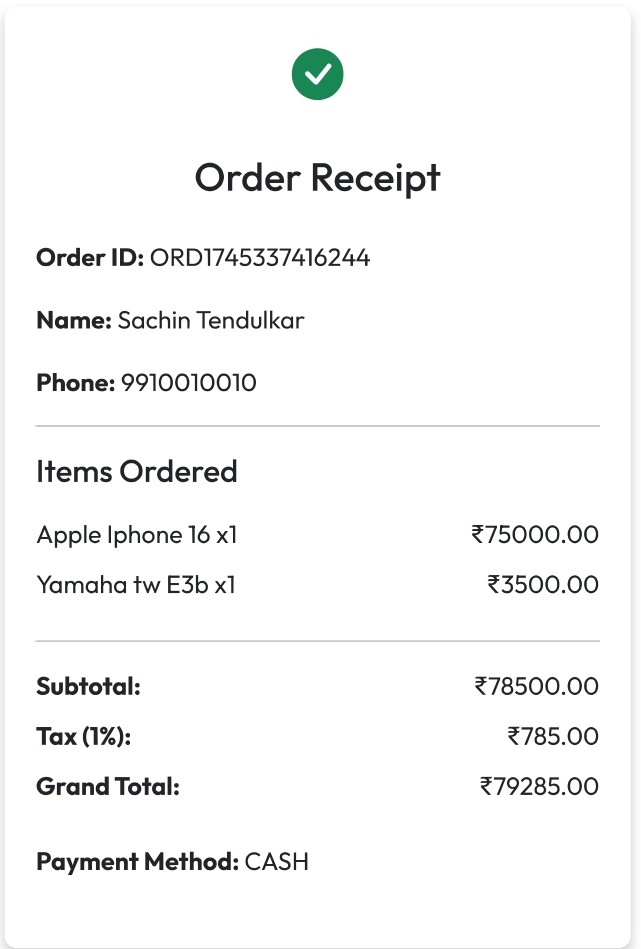 Order Receipt
Order ID: ORD1745337416244
Name: Sachin Tendulkar
Phone: 9910010010
Items Ordered
Apple Iphone 16 x1 ₹75000.00
Yamaha tw E3b x1 ₹3500.00
Subtotal: ₹78500.00
Tax (1%): ₹785.00
Grand Total: ₹79285.00
Payment Method: CASH